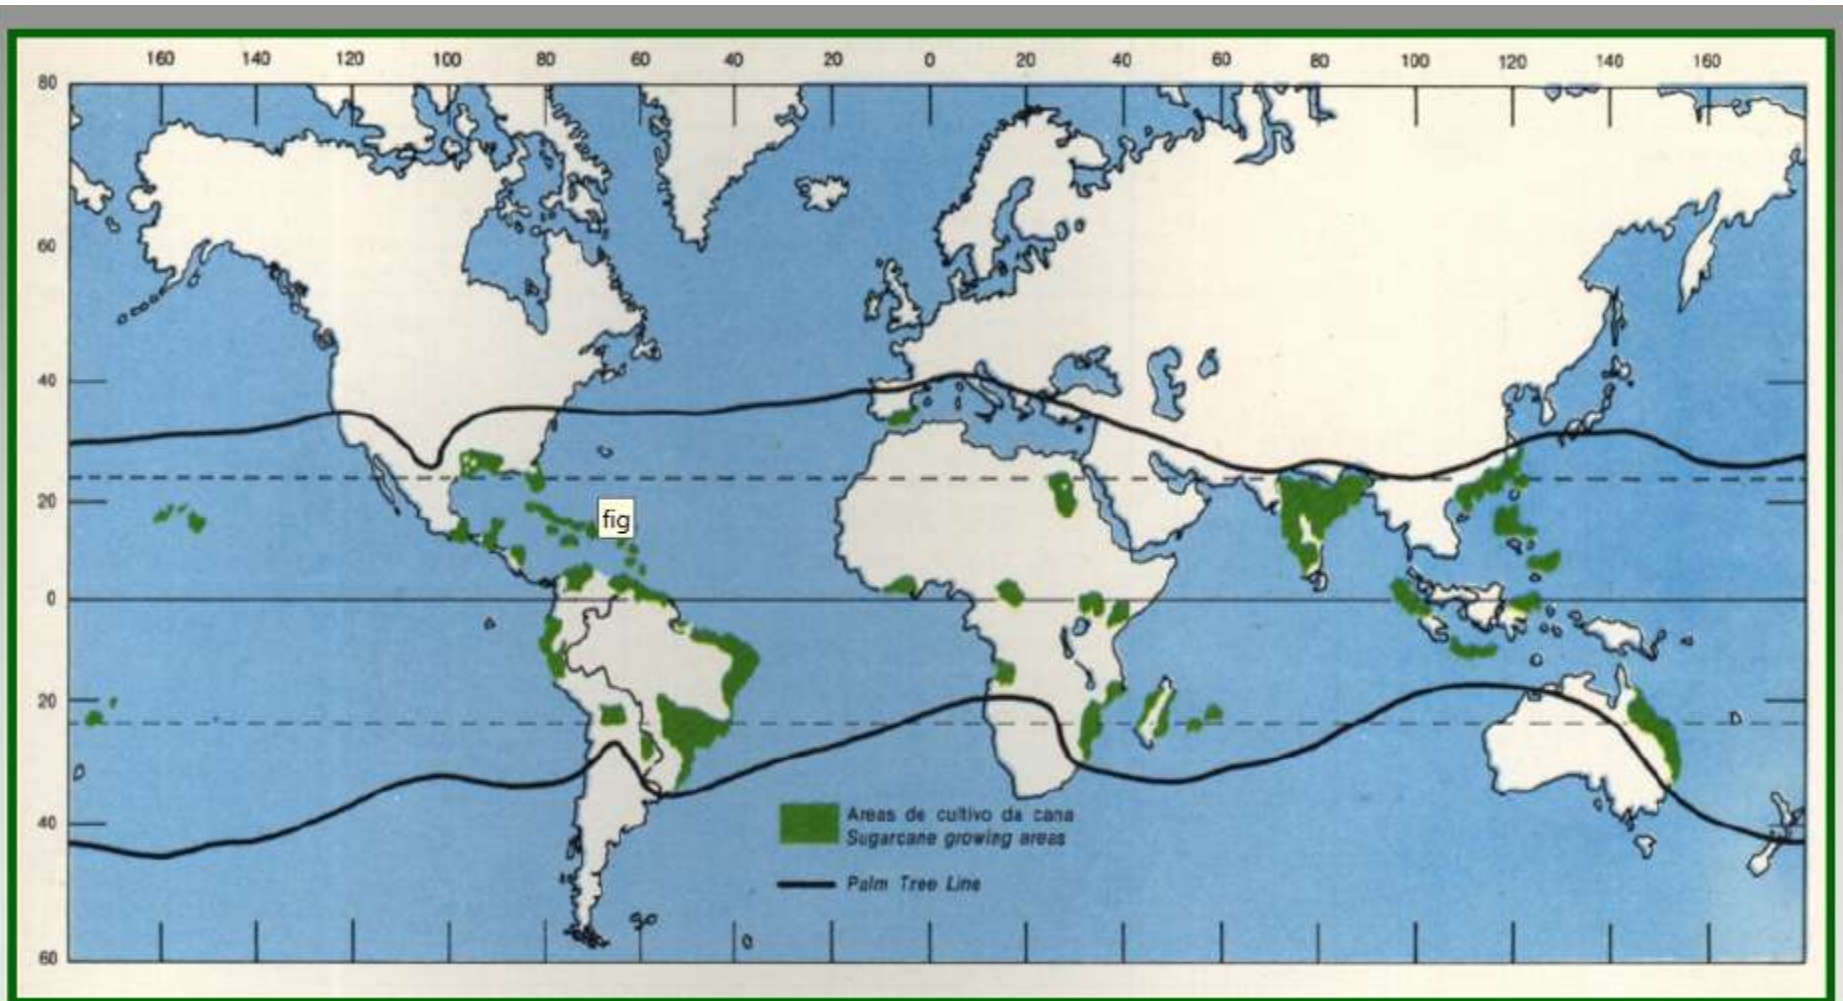 160 140 120 100 80 60 40 20 0 20 40 60 80 100 120 140 160
80
60
40
20
0
20
40
60
fig
Areas de cultivo da cana
Sugarcane growing areas
Palm Tree Line